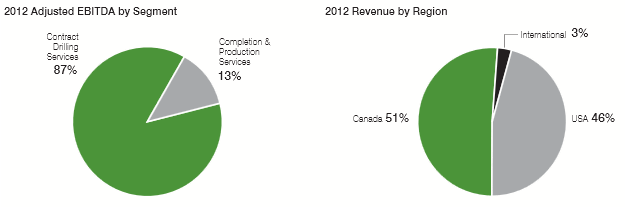 2012 Adjusted EBITDA by Segment
Contract
Drilling
Services
87%
Completion &
Production
Services
13%
2012 Revenue by Region
International 3%
Canada 51%
USA 46%